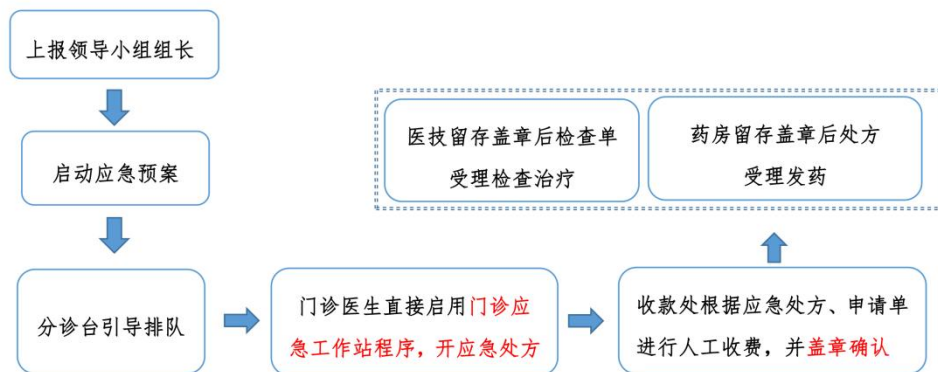 上报领导小组组长
启动应急预案
分诊台引导排队
门诊医生直接启用门诊应
急工作站程序，开应急处方
收款处根据应急处方、申请单
进行人工收费，并盖章确认
医技留存盖章后检查单
受理检查治疗
药房留存盖章后处方
受理发药